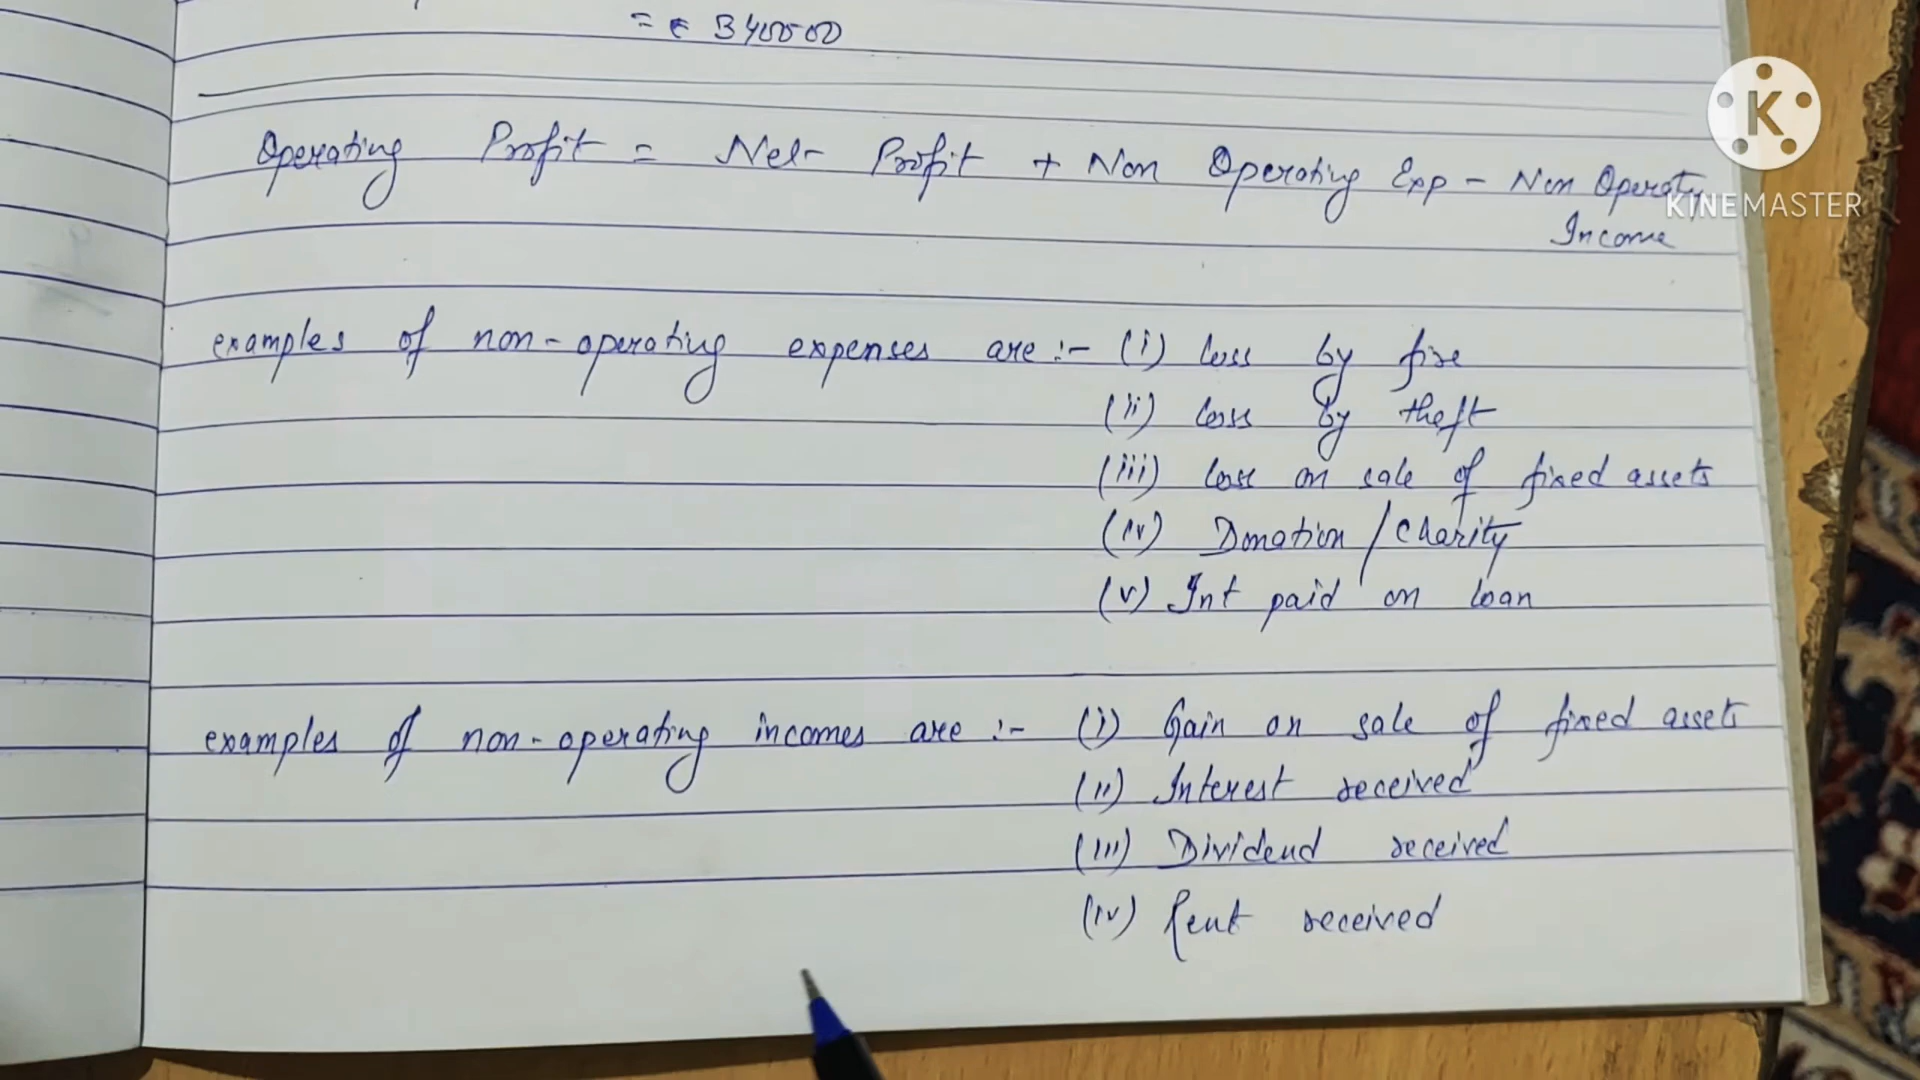 = ₹ 340000
Operating Profit = Net Profit + Non Operating Exp - Non Operating
Income
examples of non-operating expenses are :- (i) loss by fire
(ii) loss by theft
(iii) loss on sale of fixed assets
(iv) Donation / Charity
(v) Int paid on loan
examples of non-operating incomes are :- (i) Gain on sale of fixed assets
(ii) Interest received
(iii) Dividend received
(iv) Rent received
K
KINEMASTER